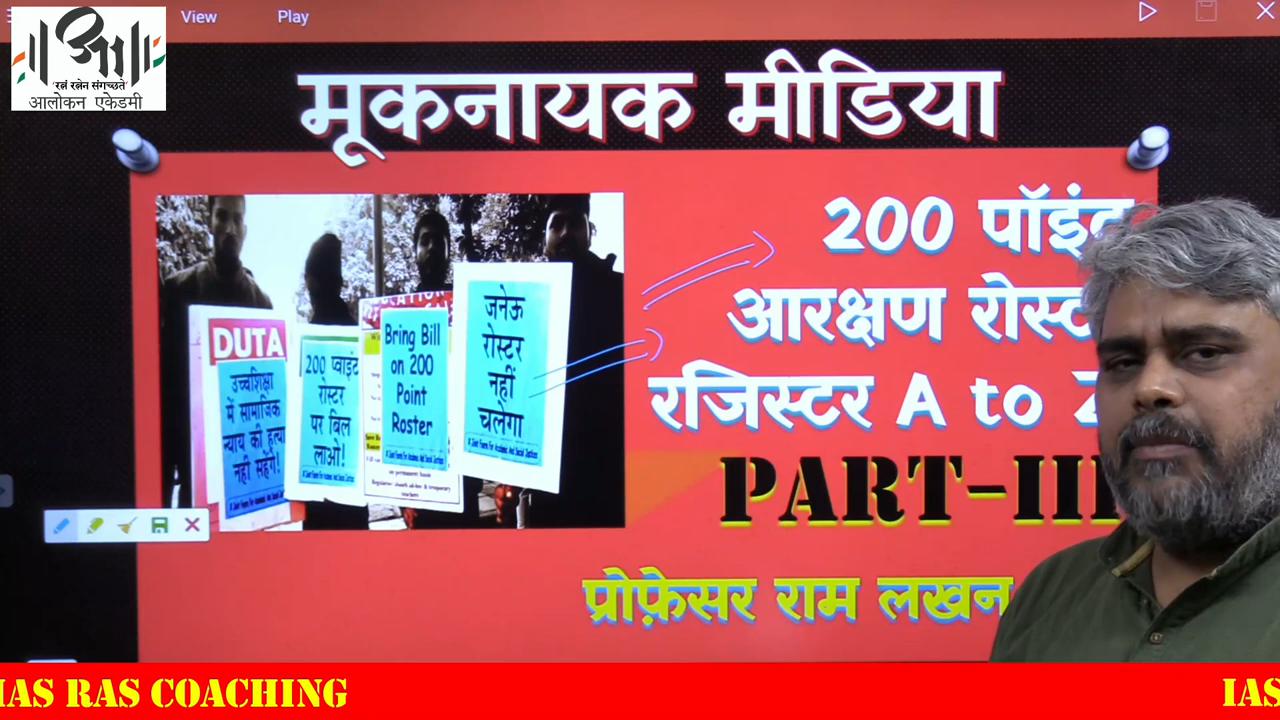 View
Play
'रत्नं रत्नेन संगच्छते'
आलोकन एकेडमी
मूकनायक मीडिया
200 पॉइंट
आरक्षण
रजिस्टर A to
PART-III
प्रोफ़ेसर राम लखन
DUTA
उच्चशिक्षा
में सामाजिक
न्याय की हत्या
नही सहेंगे!
200 प्वाइंट
रोस्टर
पर बिल
लाओ!
Bring Bill
on 200
Point
Roster
जनेऊ
रोस्टर
नहीं
चलेगा
IAS RAS COACHING
IAS